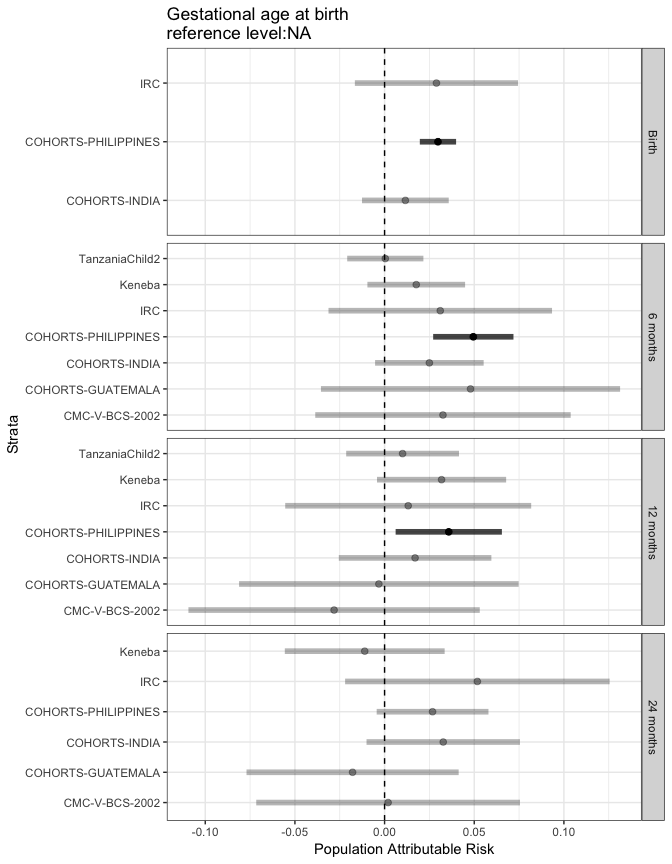 Gestational age at birth
reference level:NA
Strata
IRC
COHORTS-PHILIPPINES
COHORTS-INDIA
Birth
TanzaniaChild2
Keneba
IRC
COHORTS-PHILIPPINES
COHORTS-INDIA
COHORTS-GUATEMALA
CMC-V-BCS-2002
6 months
TanzaniaChild2
Keneba
IRC
COHORTS-PHILIPPINES
COHORTS-INDIA
COHORTS-GUATEMALA
CMC-V-BCS-2002
12 months
Keneba
IRC
COHORTS-PHILIPPINES
COHORTS-INDIA
COHORTS-GUATEMALA
CMC-V-BCS-2002
24 months
-0.10 -0.05 0.00 0.05 0.10
Population Attributable Risk